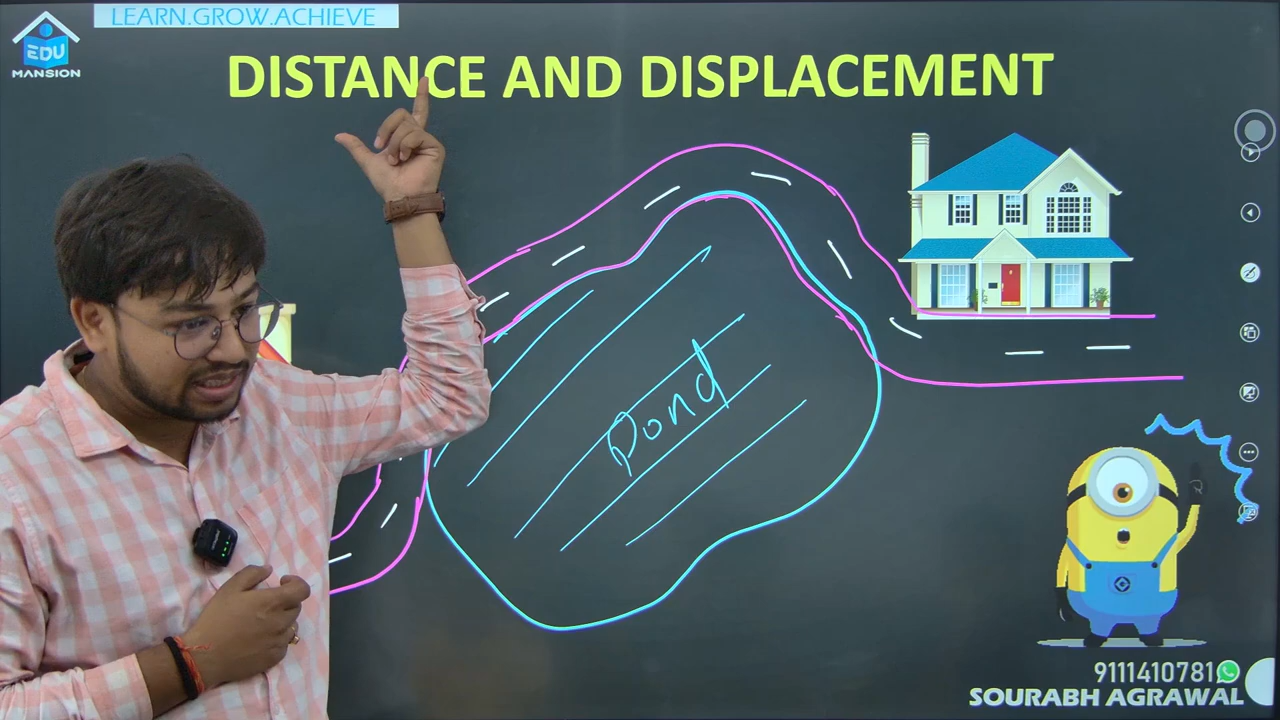 LEARN.GROW.ACHIEVE
EDU
MANSION
DISTANCE AND DISPLACEMENT
Pond
9111410781
SOURABH AGRAWAL